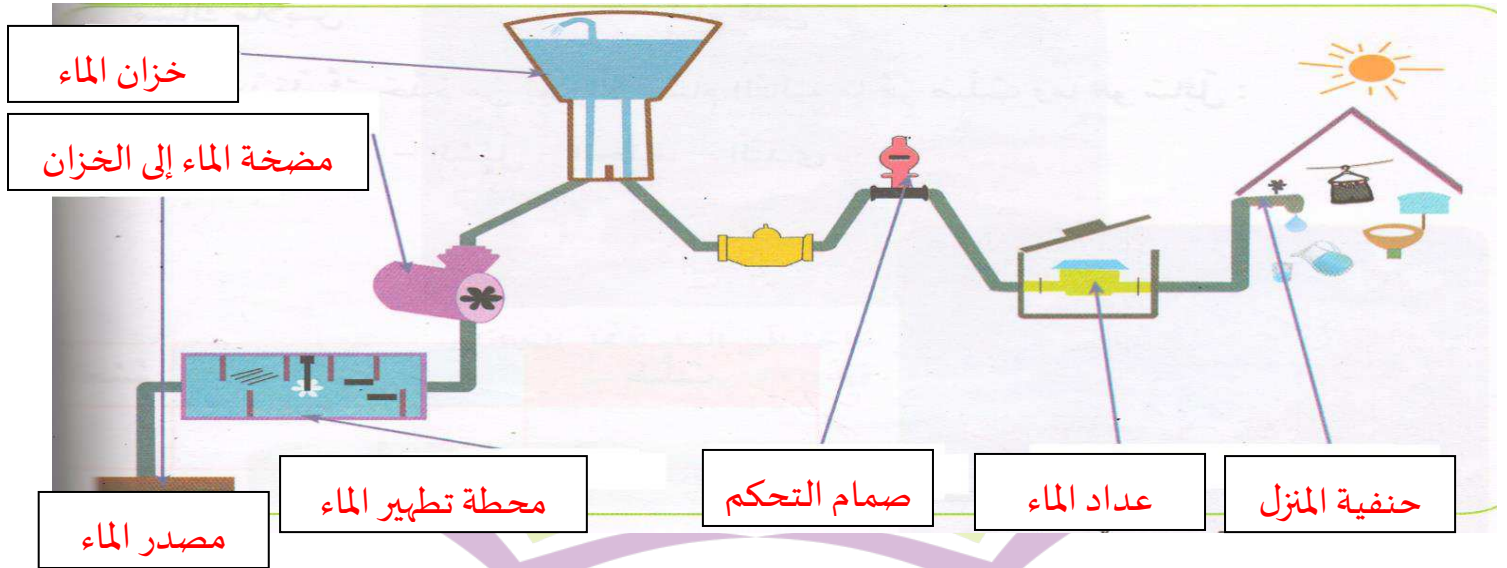 خزان الماء
مضخة الماء إلى الخزان
حنفية المنزل
عداد الماء
صمام التحكم
محطة تطهير الماء
مصدر الماء